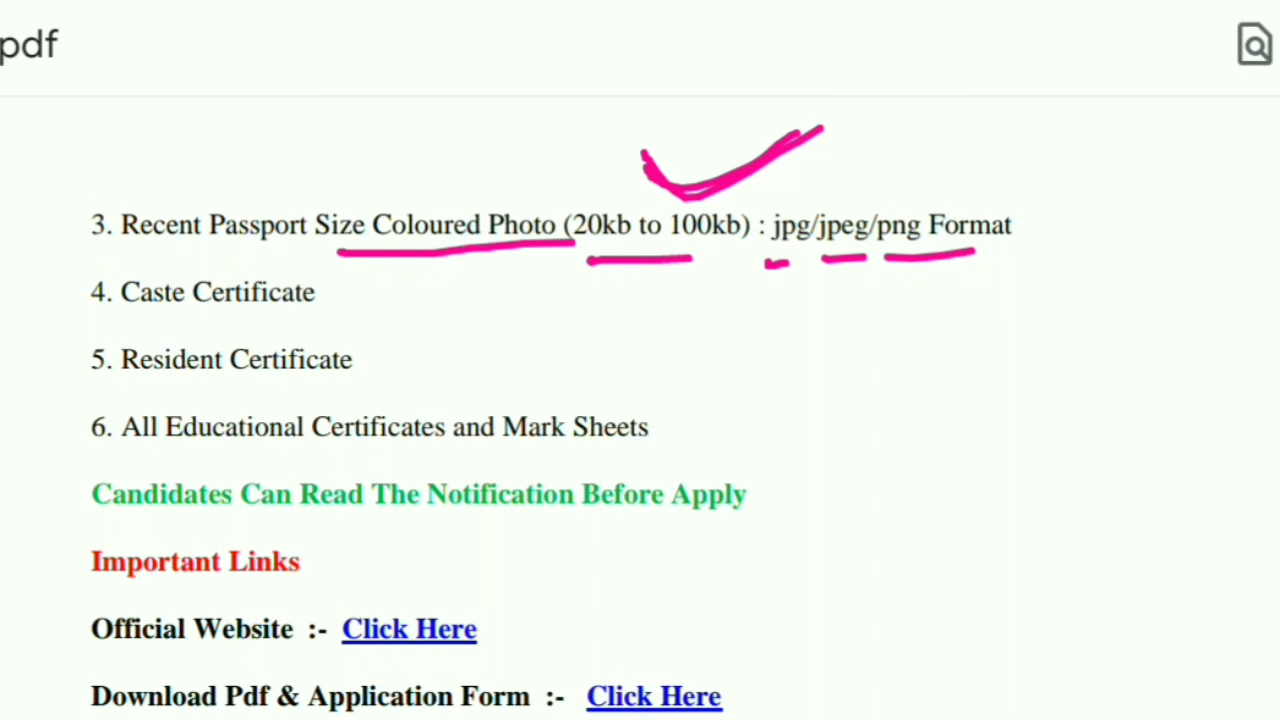 pdf
3. Recent Passport Size Coloured Photo (20kb to 100kb) : jpg/jpeg/png Format
4. Caste Certificate
5. Resident Certificate
6. All Educational Certificates and Mark Sheets
Candidates Can Read The Notification Before Apply
Important Links
Official Website :- Click Here
Download Pdf & Application Form :- Click Here